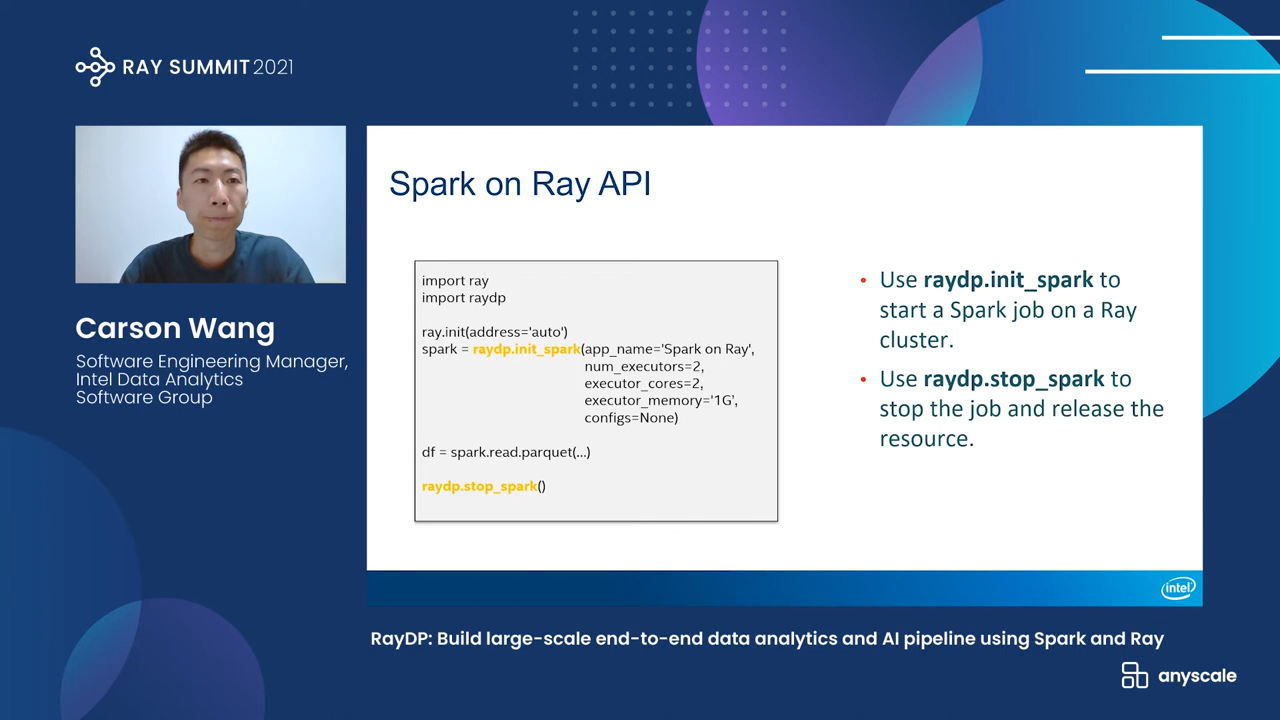 RAY SUMMIT 2021
Carson Wang
Software Engineering Manager,
Intel Data Analytics
Software Group
Spark on Ray API
import ray
import raydp
ray.init(address='auto')
spark = raydp.init_spark(app_name='Spark on Ray',
num_executors=2,
executor_cores=2,
executor_memory='1G',
configs=None)
df = spark.read.parquet(...)
raydp.stop_spark()
• Use raydp.init_spark to
start a Spark job on a Ray
cluster.
• Use raydp.stop_spark to
stop the job and release the
resource.
intel
RayDP: Build large-scale end-to-end data analytics and AI pipeline using Spark and Ray
anyscale